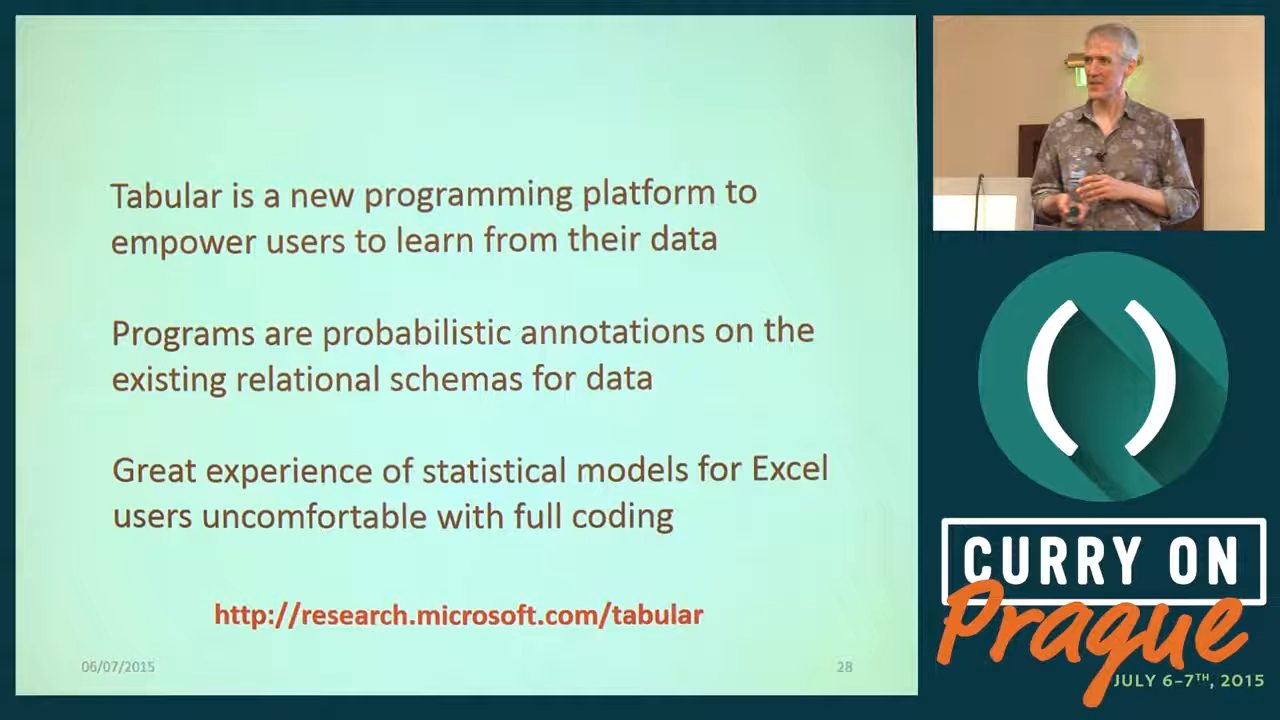 Tabular is a new programming platform to
empower users to learn from their data
Programs are probabilistic annotations on the
existing relational schemas for data
Great experience of statistical models for Excel
users uncomfortable with full coding
http://research.microsoft.com/tabular
06/07/2015
28
( )
CURRY ON
Prague
JULY 6-7TH, 2015